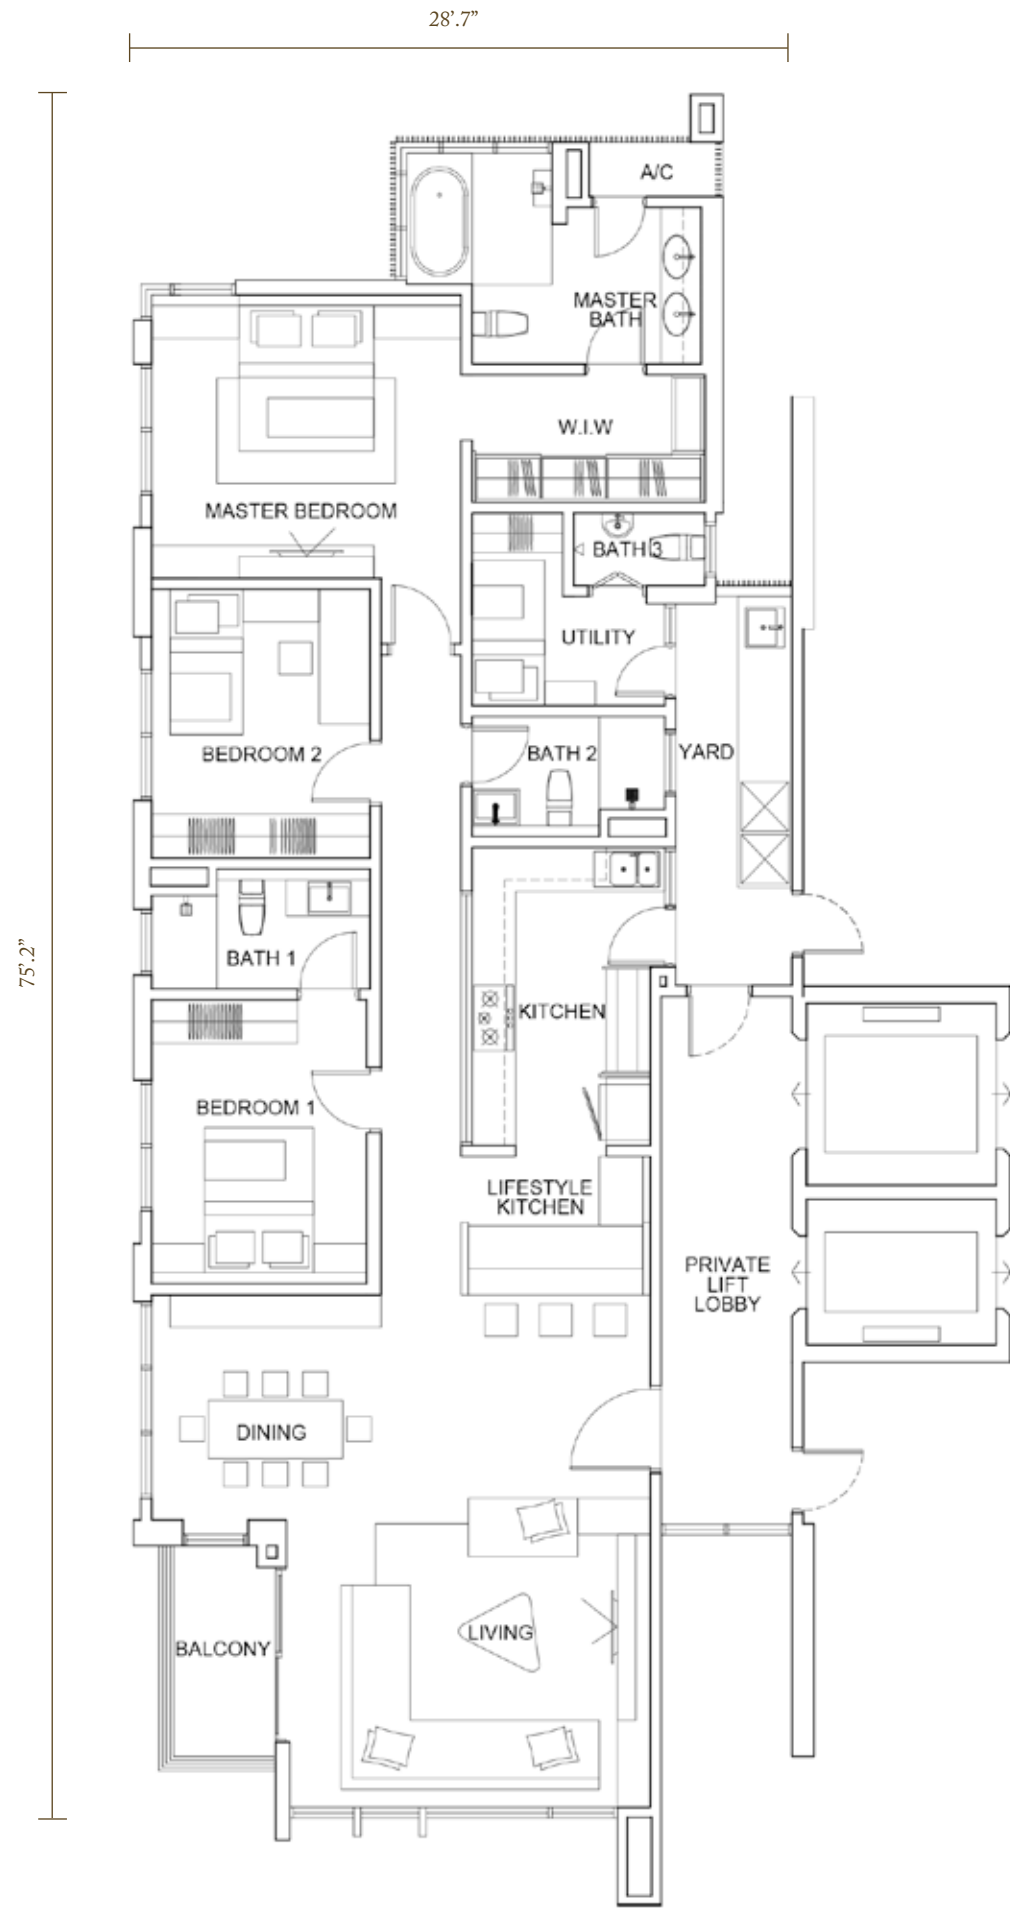 28’.7”
A/C
MASTER
BATH
W.I.W
MASTER BEDROOM
BATH 3
UTILITY
BEDROOM 2
BATH 2
YARD
75’.2”
BATH 1
KITCHEN
BEDROOM 1
LIFESTYLE
KITCHEN
PRIVATE
LIFT
LOBBY
DINING
LIVING
BALCONY